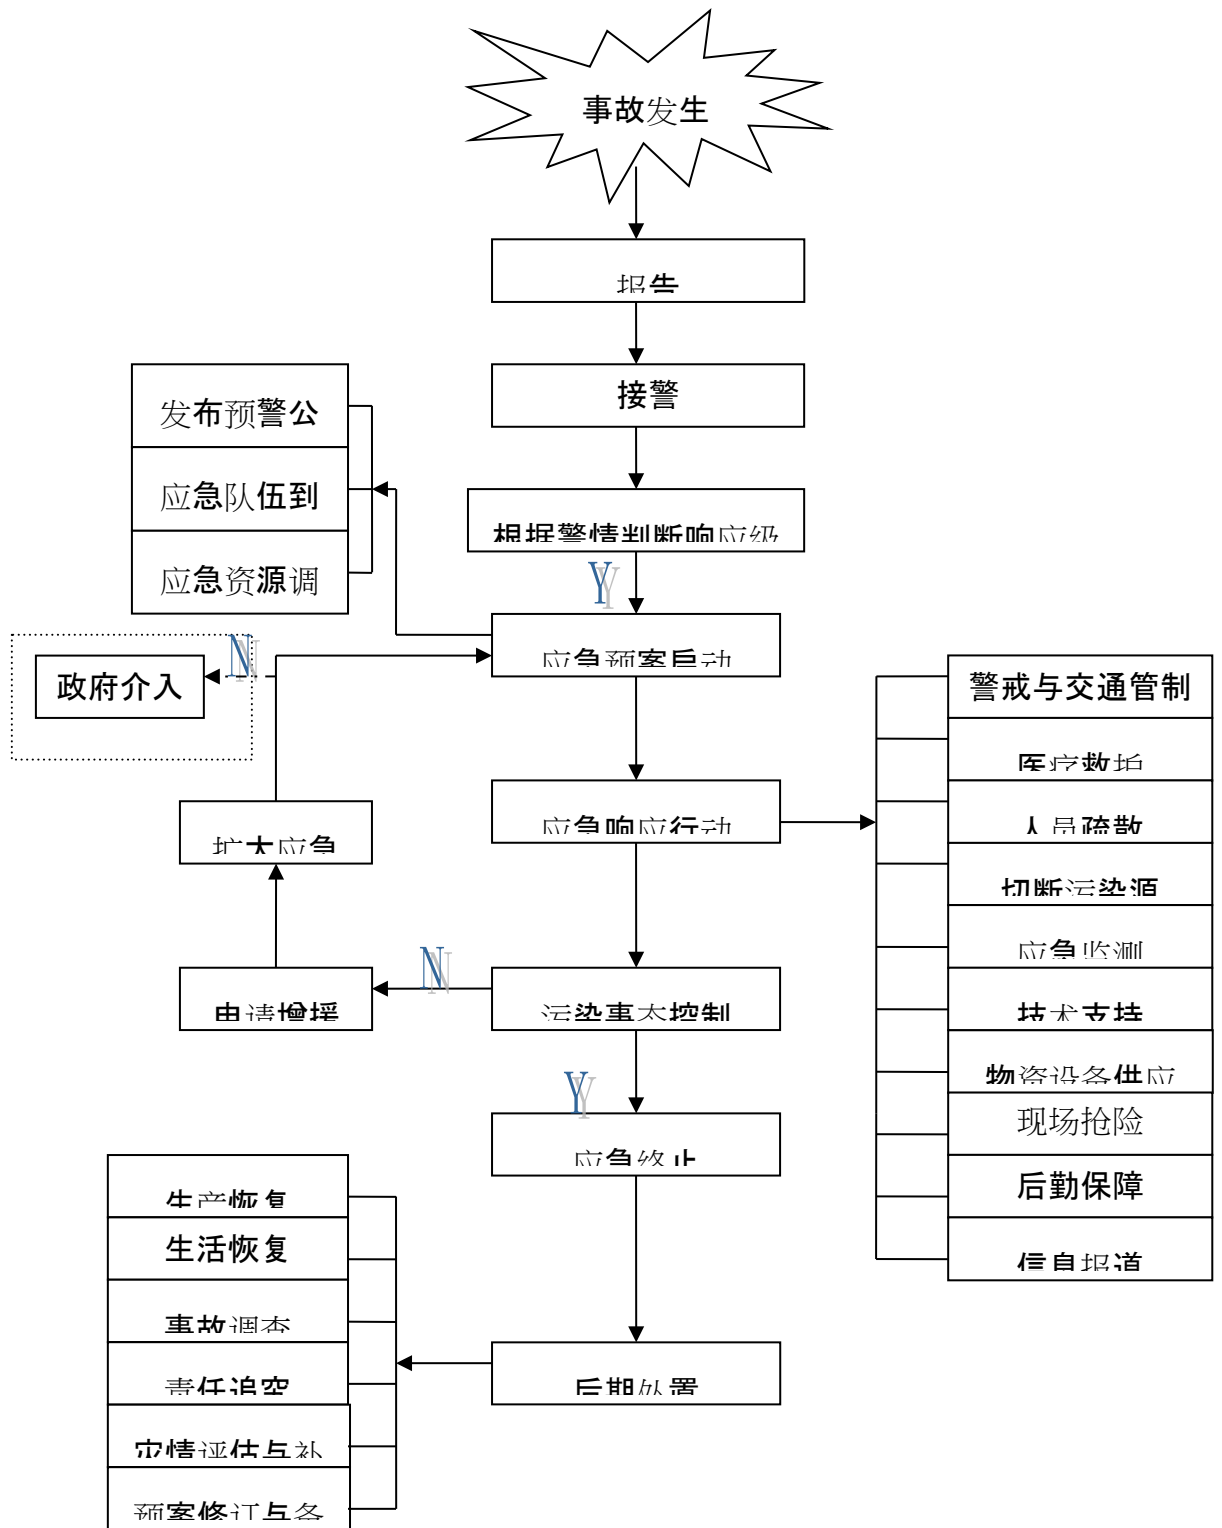 事故发生
报告
接警
发布预警公
应急队伍到
应急资源调
根据警情判断响应级
Y
应急预案启动
N
政府介入
警戒与交通管制
医疗救护
人员疏散
切断污染源
应急监测
技术支持
物资设备供应
现场抢险
后勤保障
信息报道
应急响应行动
扩大应急
N
申请增援
污染事态控制
Y
应急终止
生产恢复
生活恢复
事故调查
责任追究
灾情评估与补
预案修订与备
后期处置